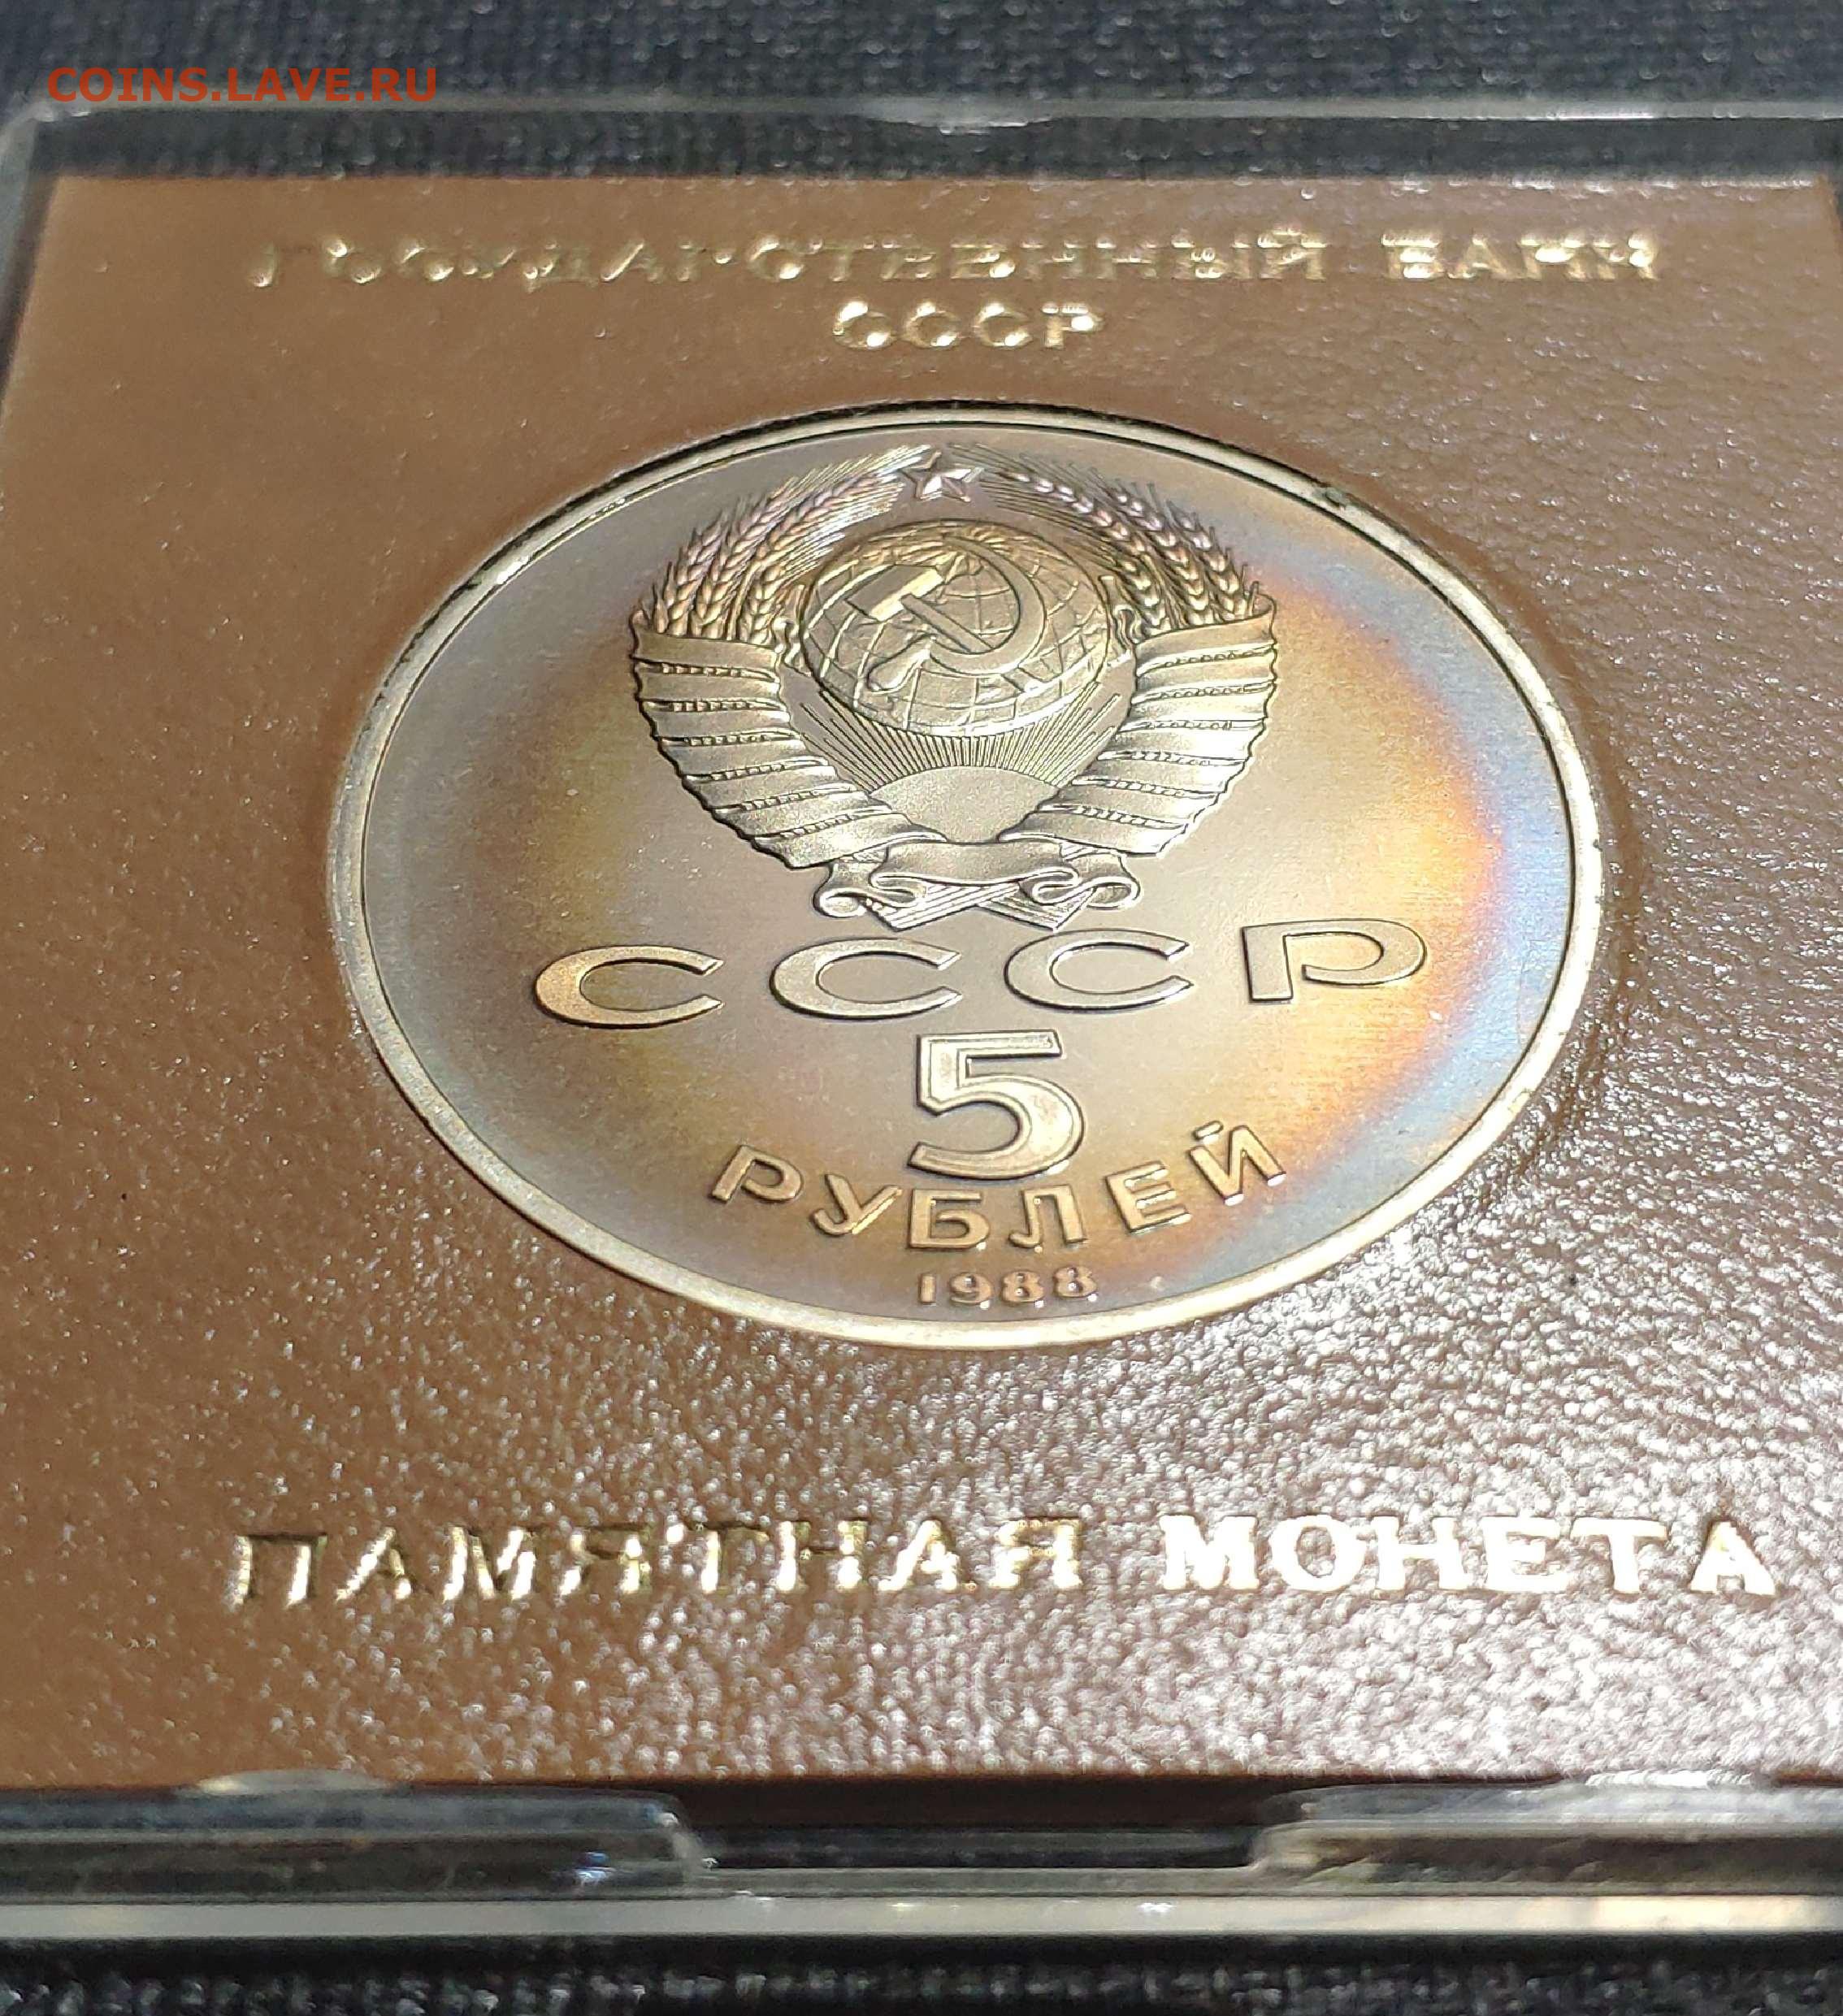 COINS.LAVE.RU
ГОСУДАРСТВЕННЫЙ БАНК
СССР
СССР
5
РУБЛЕЙ
1988
ПАМЯТНАЯ МОНЕТА